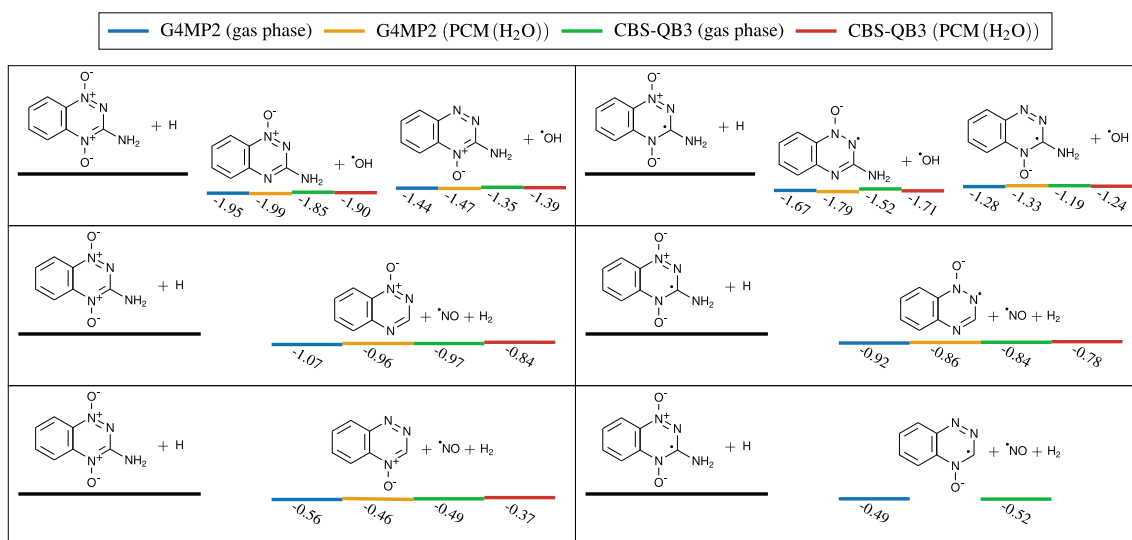 G4MP2 (gas phase) G4MP2 (PCM (H₂O)) CBS-QB3 (gas phase) CBS-QB3 (PCM (H₂O))
O⁻ N⁺ N N⁺ NH₂ O⁻ + H
O⁻ N⁺ N N NH₂ + •OH
-1.95 -1.99 -1.85 -1.90
N N N⁺ NH₂ O⁻ + •OH
-1.44 -1.47 -1.35 -1.39
O⁻ N⁺ N • N NH₂ O⁻ + H
O⁻ N N• N NH₂ + •OH
-1.67 -1.79 -1.52 -1.71
N N • N NH₂ O⁻ + •OH
-1.28 -1.33 -1.19 -1.24
O⁻ N⁺ N N⁺ NH₂ O⁻ + H
O⁻ N⁺ N N + •NO + H₂
-1.07 -0.96 -0.97 -0.84
O⁻ N⁺ N • N NH₂ O⁻ + H
O⁻ N N• N + •NO + H₂
-0.92 -0.86 -0.84 -0.78
O⁻ N⁺ N N⁺ NH₂ O⁻ + H
N N N⁺ O⁻ + •NO + H₂
-0.56 -0.46 -0.49 -0.37
O⁻ N⁺ N • N NH₂ O⁻ + H
N N • N O⁻ + •NO + H₂
-0.49 -0.52